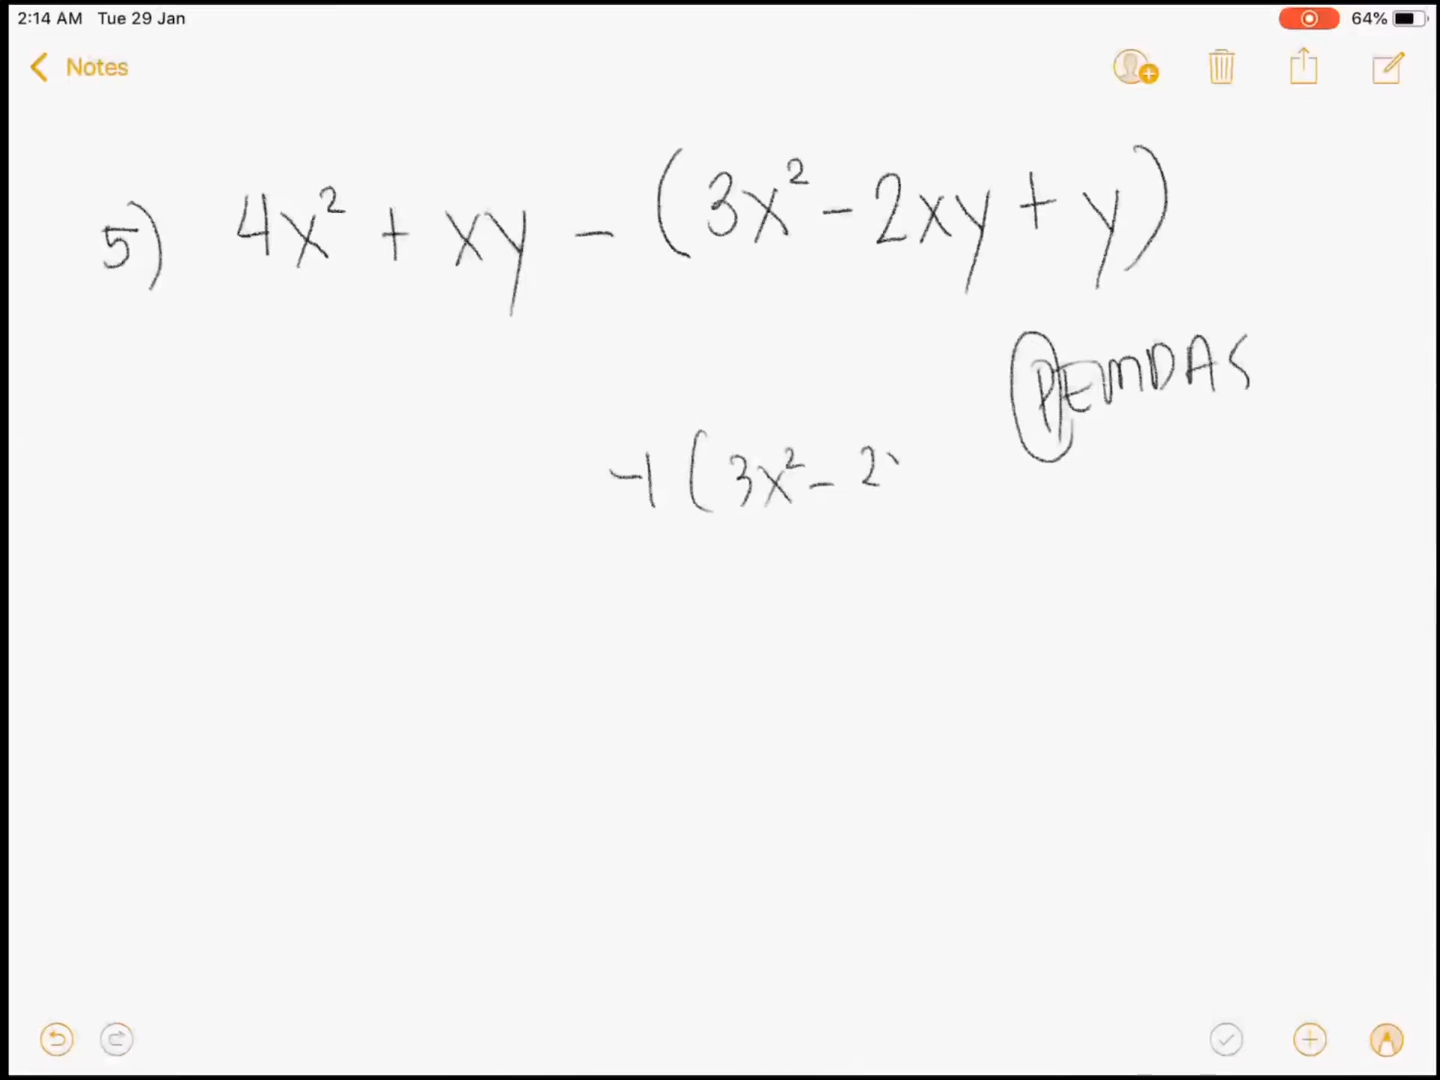 2:14 AM Tue 29 Jan 64%
Notes
5) 4x² + xy - (3x² - 2xy + y)
PEMDAS
-1 (3x² - 2